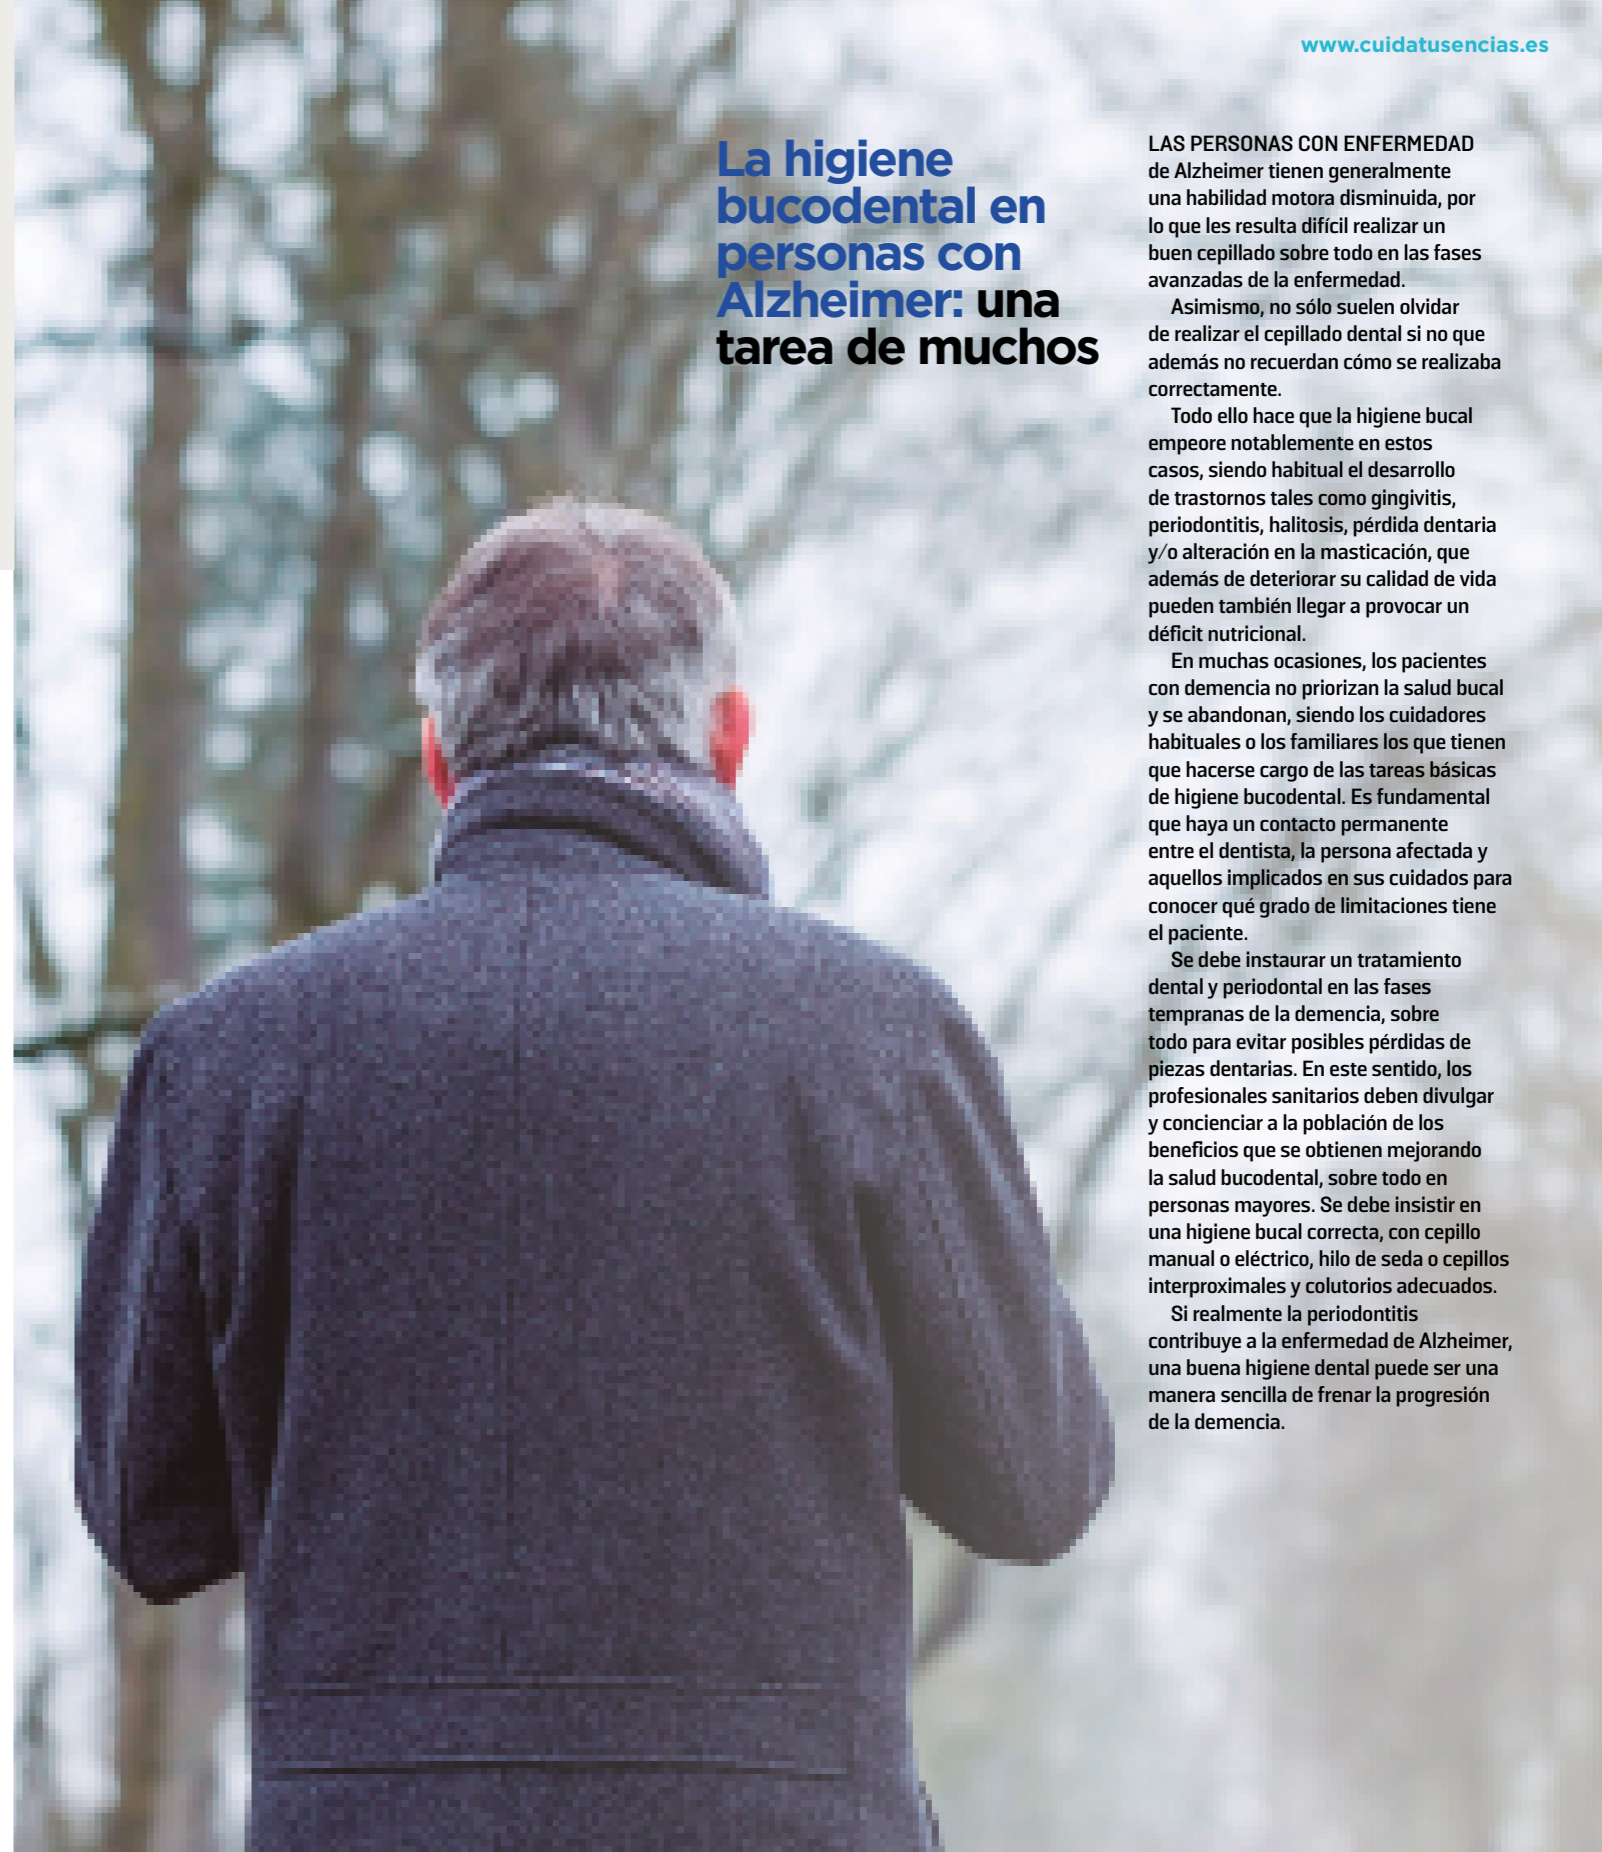 www.cuidatusencias.es
La higiene
bucodental en
personas con
Alzheimer: una
tarea de muchos
LAS PERSONAS CON ENFERMEDAD
de Alzheimer tienen generalmente
una habilidad motora disminuida, por
lo que les resulta difícil realizar un
buen cepillado sobre todo en las fases
avanzadas de la enfermedad.
Asimismo, no sólo suelen olvidar
de realizar el cepillado dental si no que
además no recuerdan cómo se realizaba
correctamente.
Todo ello hace que la higiene bucal
empeore notablemente en estos
casos, siendo habitual el desarrollo
de trastornos tales como gingivitis,
periodontitis, halitosis, pérdida dentaria
y/o alteración en la masticación, que
además de deteriorar su calidad de vida
pueden también llegar a provocar un
déficit nutricional.
En muchas ocasiones, los pacientes
con demencia no priorizan la salud bucal
y se abandonan, siendo los cuidadores
habituales o los familiares los que tienen
que hacerse cargo de las tareas básicas
de higiene bucodental. Es fundamental
que haya un contacto permanente
entre el dentista, la persona afectada y
aquellos implicados en sus cuidados para
conocer qué grado de limitaciones tiene
el paciente.
Se debe instaurar un tratamiento
dental y periodontal en las fases
tempranas de la demencia, sobre
todo para evitar posibles pérdidas de
piezas dentarias. En este sentido, los
profesionales sanitarios deben divulgar
y concienciar a la población de los
beneficios que se obtienen mejorando
la salud bucodental, sobre todo en
personas mayores. Se debe insistir en
una higiene bucal correcta, con cepillo
manual o eléctrico, hilo de seda o cepillos
interproximales y colutorios adecuados.
Si realmente la periodontitis
contribuye a la enfermedad de Alzheimer,
una buena higiene dental puede ser una
manera sencilla de frenar la progresión
de la demencia.